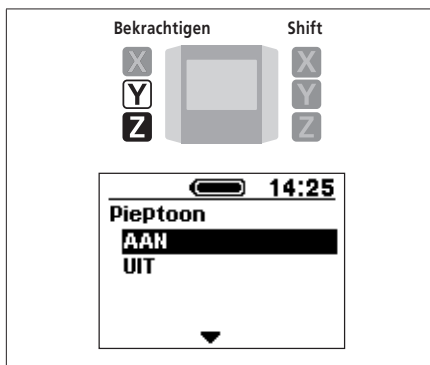 Bekrachtigen Shift
X X
Y Y
Z Z
14:25
Pieptoon
AAN
UIT